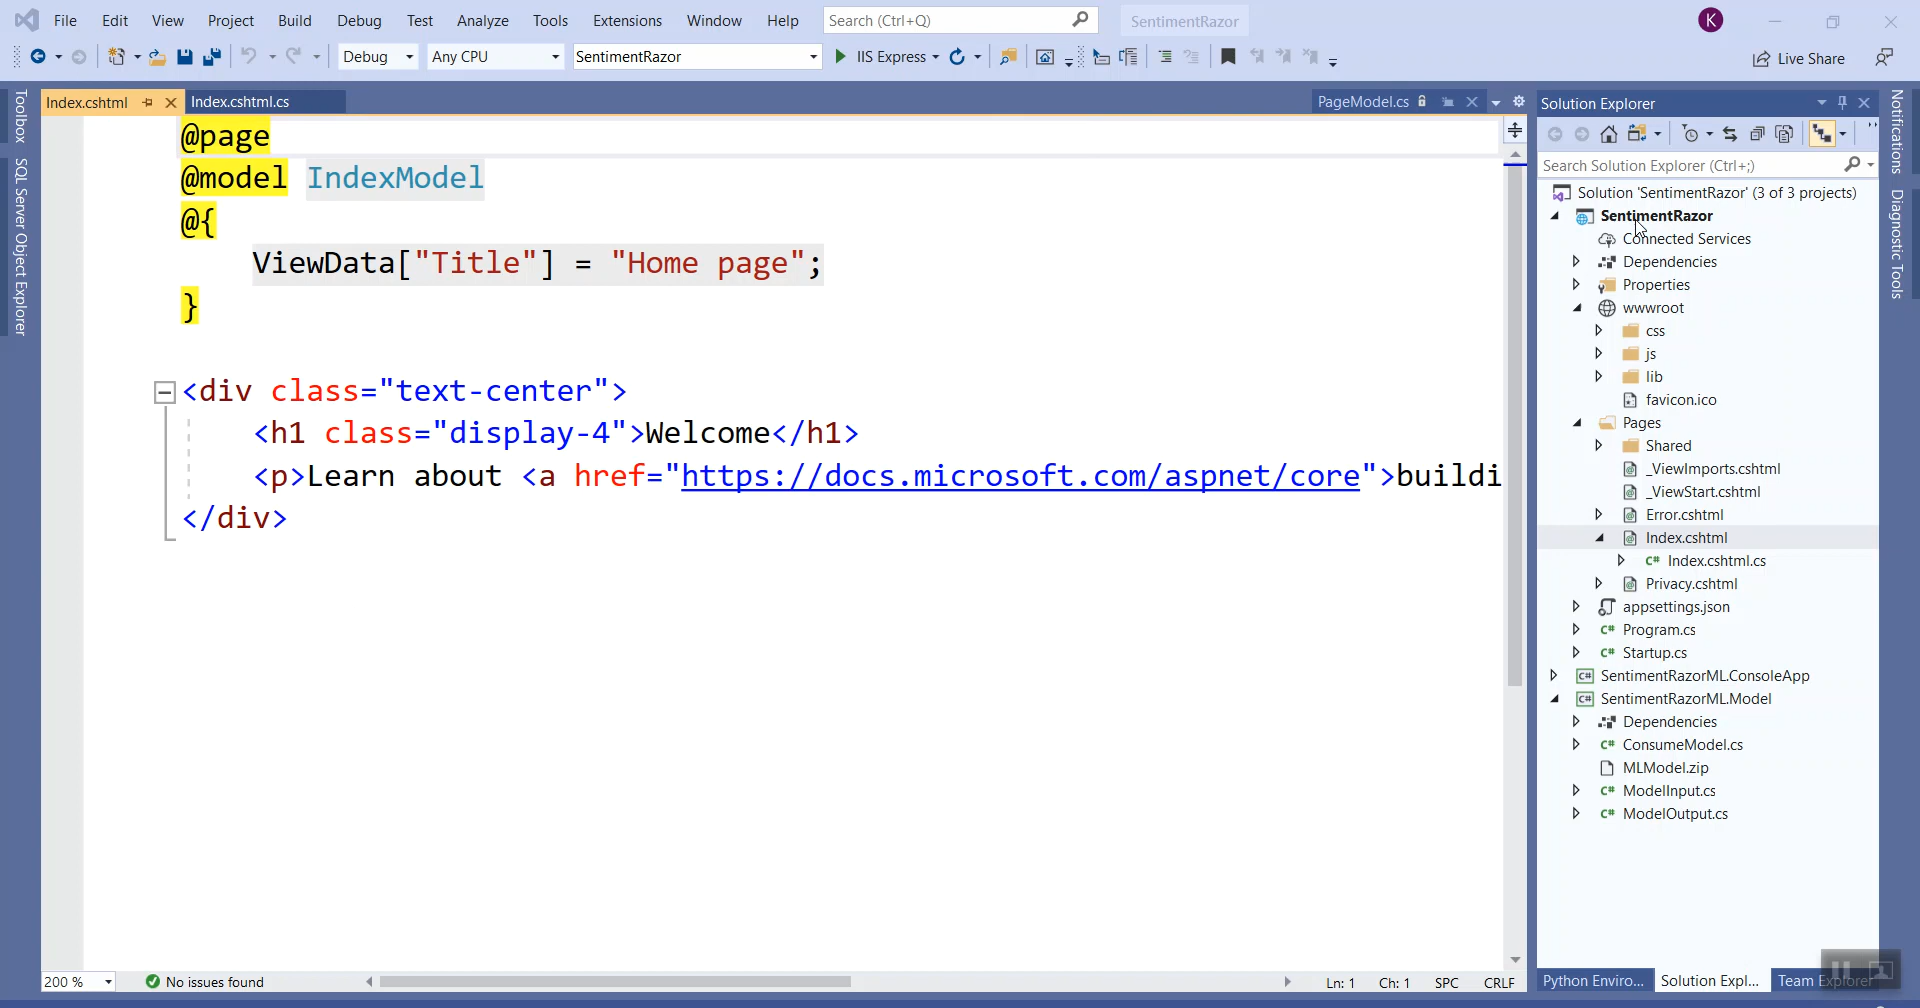 File Edit View Project Build Debug Test Analyze Tools Extensions Window Help Search (Ctrl+Q) SentimentRazor K
Debug Any CPU SentimentRazor IIS Express Live Share
Index.cshtml Index.cshtml.cs PageModel.cs
Toolbox
SQL Server Object Explorer
@page
@model IndexModel
@{
ViewData["Title"] = "Home page";
}
<div class="text-center">
<h1 class="display-4">Welcome</h1>
<p>Learn about <a href="https://docs.microsoft.com/aspnet/core">buildi
</div>
200 % No issues found Ln: 1 Ch: 1 SPC CRLF
Solution Explorer
Search Solution Explorer (Ctrl+;)
Solution 'SentimentRazor' (3 of 3 projects)
SentimentRazor
Connected Services
Dependencies
Properties
wwwroot
css
js
lib
favicon.ico
Pages
Shared
_ViewImports.cshtml
_ViewStart.cshtml
Error.cshtml
Index.cshtml
C# Index.cshtml.cs
Privacy.cshtml
appsettings.json
C# Program.cs
C# Startup.cs
C# SentimentRazorML.ConsoleApp
C# SentimentRazorML.Model
Dependencies
C# ConsumeModel.cs
MLModel.zip
C# ModelInput.cs
C# ModelOutput.cs
Python Enviro... Solution Expl... Team Explorer
Notifications
Diagnostic Tools